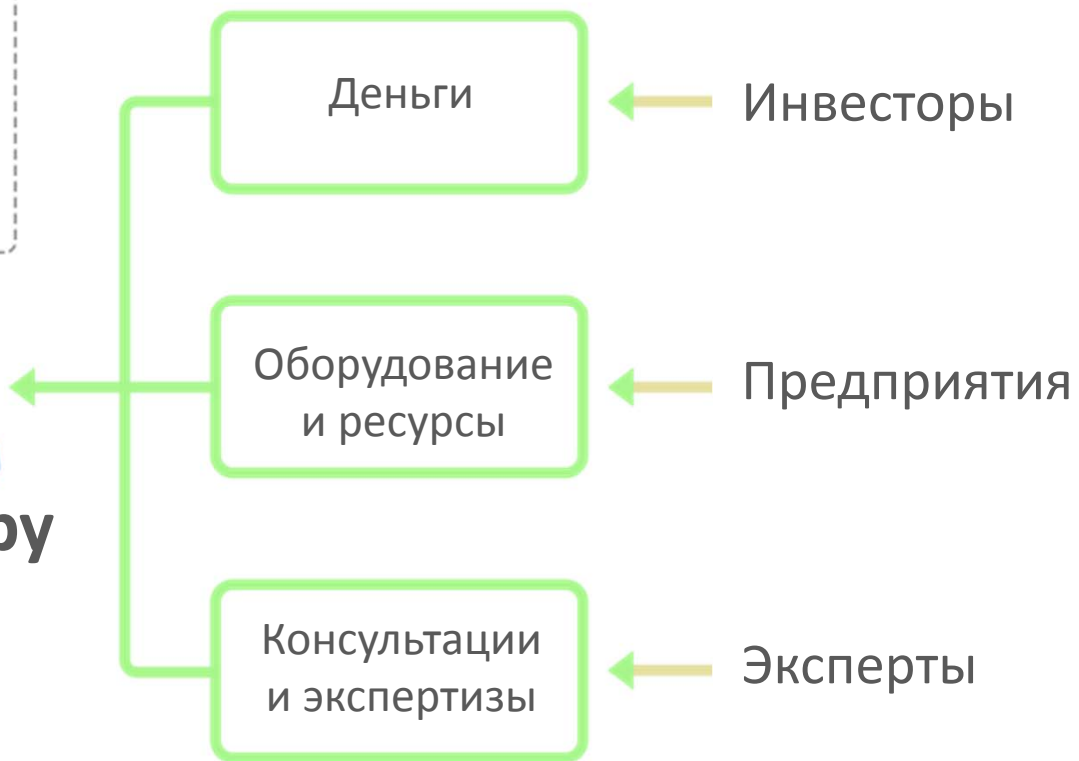 Деньги
Инвесторы
Оборудование
и ресурсы
Предприятия
Консультации
и экспертизы
Эксперты